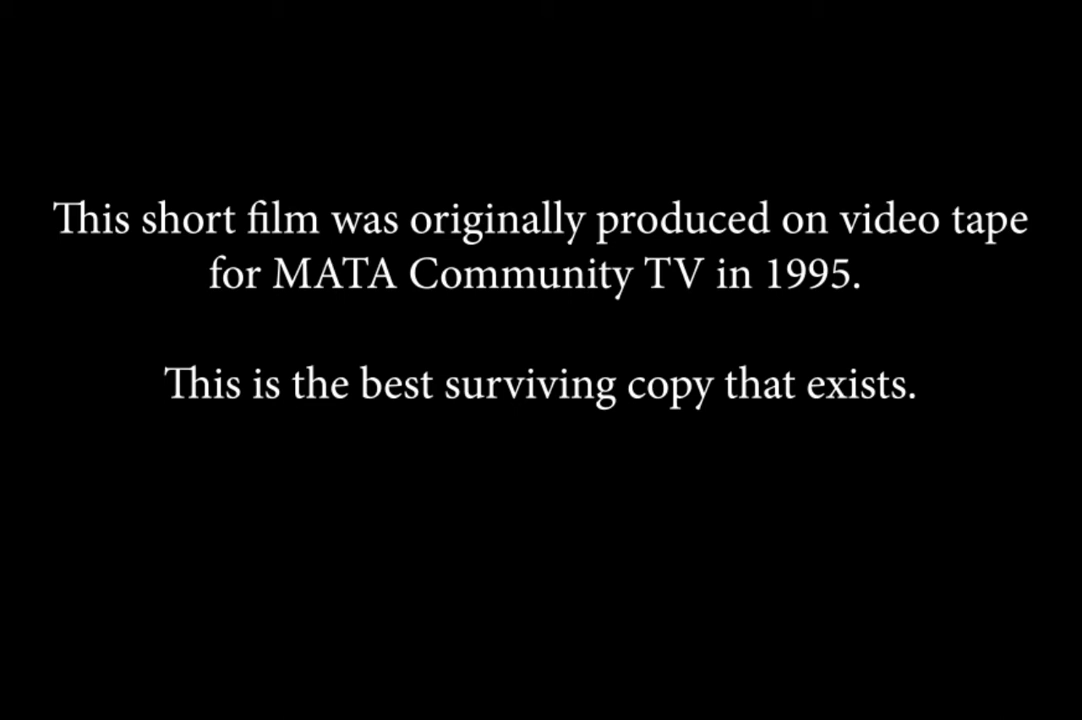 This short film was originally produced on video tape
for MATA Community TV in 1995.
This is the best surviving copy that exists.